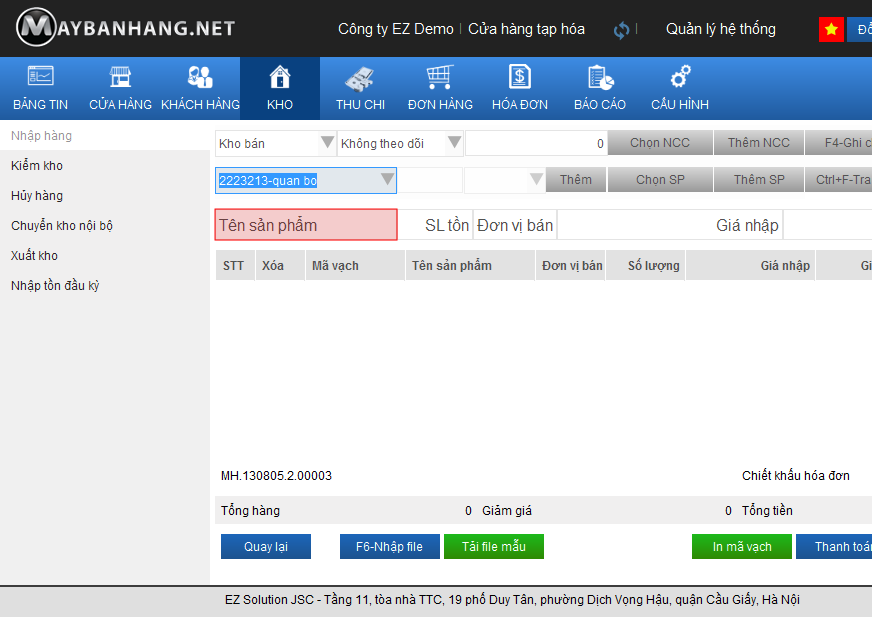 MAYBANHANG.NET
Công ty EZ Demo | Cửa hàng tạp hóa | Quản lý hệ thống
BẢNG TIN CỬA HÀNG KHÁCH HÀNG KHO THU CHI ĐƠN HÀNG HÓA ĐƠN BÁO CÁO CẤU HÌNH
Nhập hàng
Kiểm kho
Hủy hàng
Chuyển kho nội bộ
Xuất kho
Nhập tồn đầu kỳ
Kho bán Không theo dõi 0 Chọn NCC Thêm NCC F4-Ghi c
2223213-quan bo Thêm Chọn SP Thêm SP Ctrl+F-Tra
Tên sản phẩm SL tồn Đơn vị bán Giá nhập
STT Xóa Mã vạch Tên sản phẩm Đơn vị bán Số lượng Giá nhập Gi
MH.130805.2.00003 Chiết khấu hóa đơn
Tổng hàng 0 Giảm giá 0 Tổng tiền
Quay lại F6-Nhập file Tải file mẫu In mã vạch Thanh toá
EZ Solution JSC - Tầng 11, tòa nhà TTC, 19 phố Duy Tân, phường Dịch Vọng Hậu, quận Cầu Giấy, Hà Nội